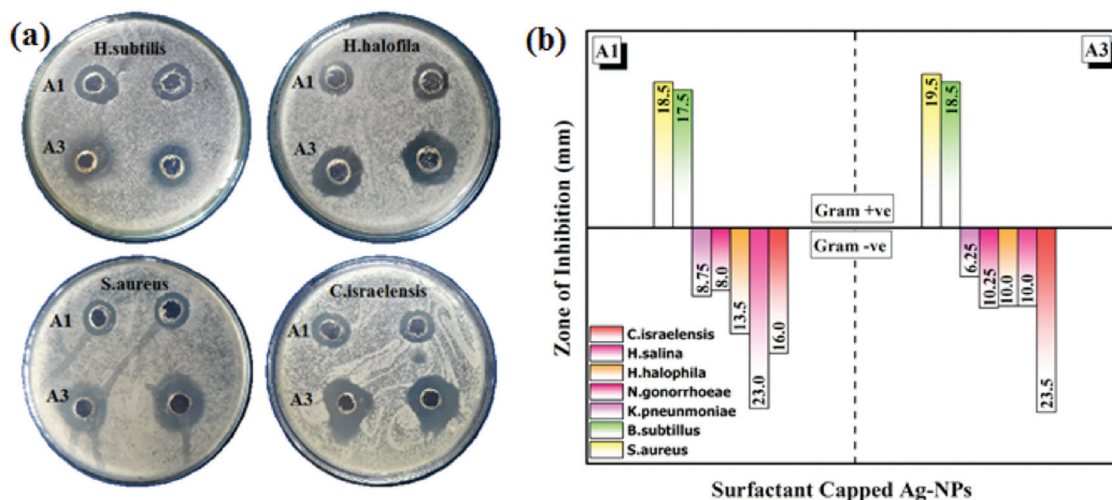 (a)
H.subtilis
A1
A3
H.halofila
A1
A3
S.aureus
A1
A3
C.israelensis
A1
A3
(b)
A1
A3
18.5
17.5
19.5
18.5
Gram +ve
Gram -ve
8.75
8.0
13.5
23.0
16.0
6.25
10.25
10.0
10.0
23.5
C.israelensis
H.salina
H.halophila
N.gonorrhoeae
K.pneunmoniae
B.subtillus
S.aureus
Zone of Inhibition (mm)
Surfactant Capped Ag-NPs